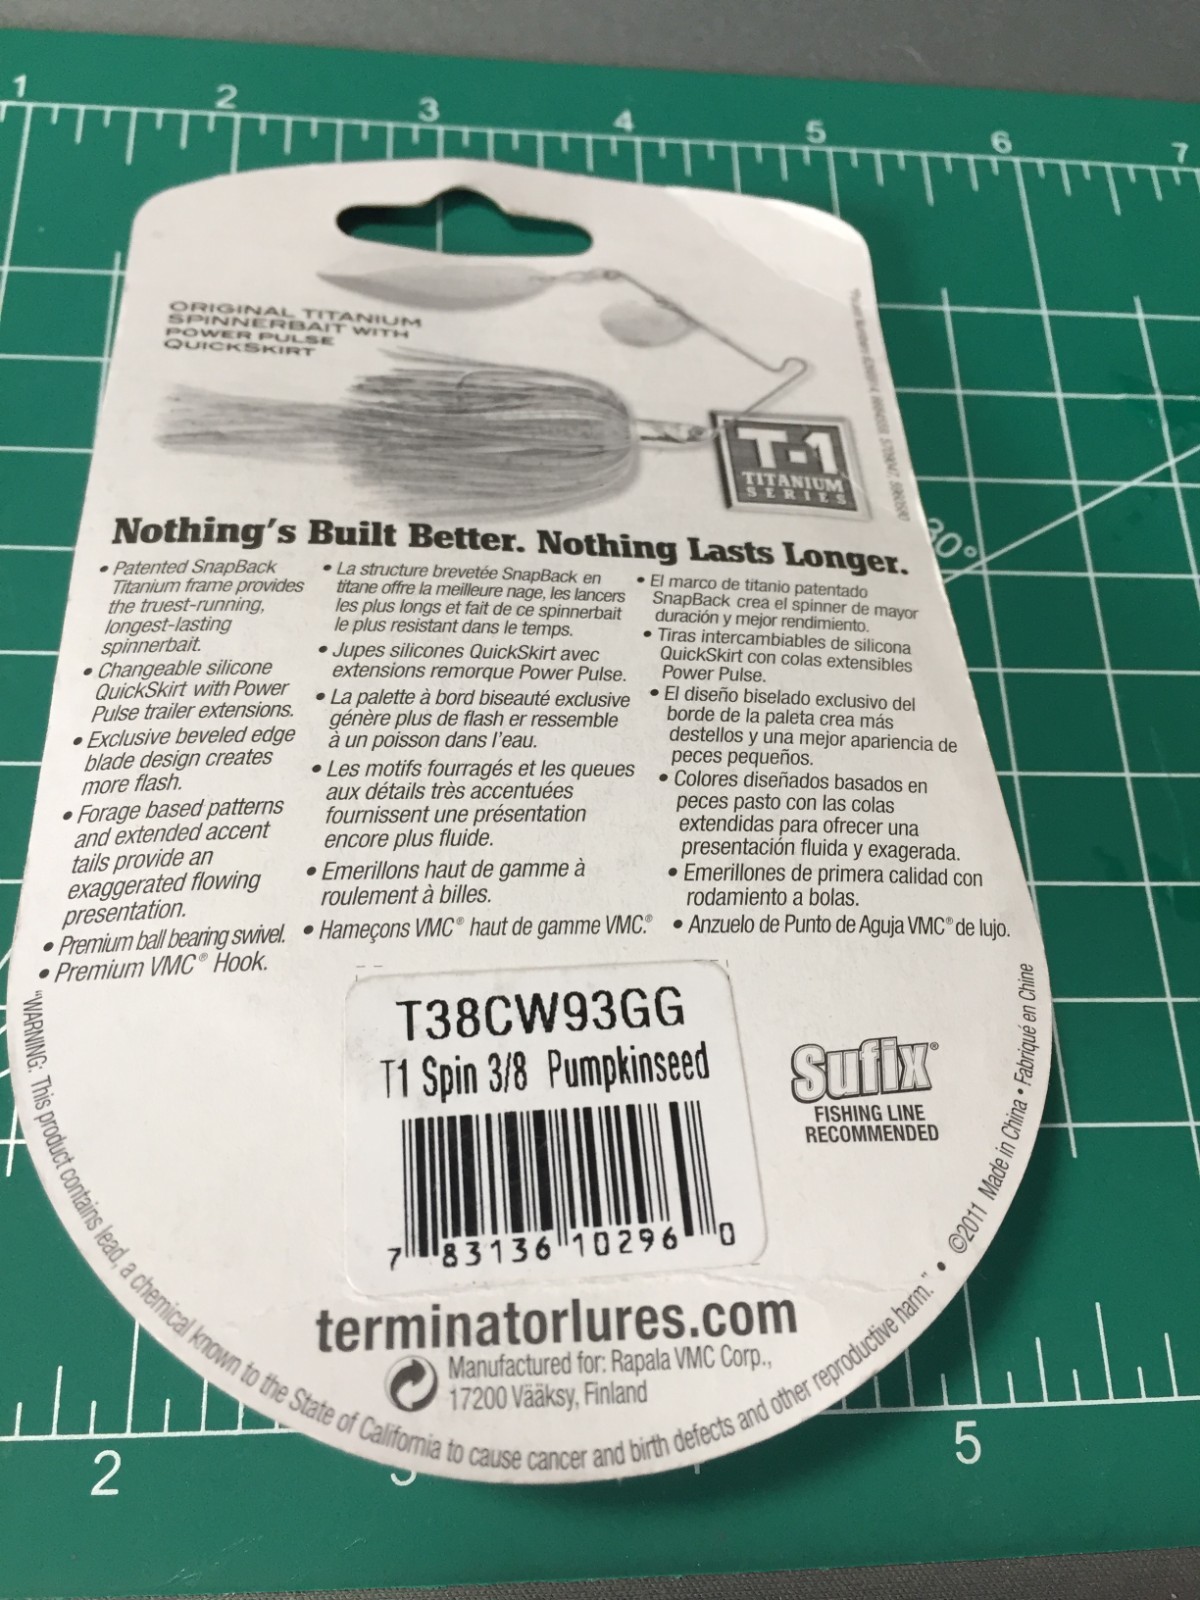 1 2 3 4 5 6 7
ORIGINAL TITANIUM
SPINNERBAIT WITH
POWER PULSE
QUICKSKIRT
T-1
TITANIUM
SERIES
30°
Nothing's Built Better. Nothing Lasts Longer.
• Patented SnapBack
Titanium frame provides
the truest-running,
longest-lasting
spinnerbait.
• Changeable silicone
QuickSkirt with Power
Pulse trailer extensions.
• Exclusive beveled edge
blade design creates
more flash.
• Forage based patterns
and extended accent
tails provide an
exaggerated flowing
presentation.
• Premium ball bearing swivel.
• Premium VMC® Hook.
• La structure brevetée SnapBack en
titane offre la meilleure nage, les lancers
les plus longs et fait de ce spinnerbait
le plus resistant dans le temps.
• Jupes silicones QuickSkirt avec
extensions remorque Power Pulse.
• La palette à bord biseauté exclusive
génère plus de flash er ressemble
à un poisson dans l'eau.
• Les motifs fourragés et les queues
aux détails très accentuées
fournissent une présentation
encore plus fluide.
• Emerillons haut de gamme à
roulement à billes.
• Hameçons VMC® haut de gamme VMC.®
• El marco de titanio patentado
SnapBack crea el spinner de mayor
duración y mejor rendimiento.
• Tiras intercambiables de silicona
QuickSkirt con colas extensibles
Power Pulse.
• El diseño biselado exclusivo del
borde de la paleta crea más
destellos y una mejor apariencia de
peces pequeños.
• Colores diseñados basados en
peces pasto con las colas
extendidas para ofrecer una
presentación fluida y exagerada.
• Emerillones de primera calidad con
rodamiento a bolas.
• Anzuelo de Punto de Aguja VMC® de lujo.
T38CW93GG
T1 Spin 3/8 Pumpkinseed
7 83136 10296 0
Sufix®
FISHING LINE
RECOMMENDED
terminatorlures.com
Manufactured for: Rapala VMC Corp.,
17200 Vääksy, Finland
"WARNING: This product contains lead, a chemical known to the State of California to cause cancer and birth defects and other reproductive harm." • ©2011 Made in China • Fabriqué en Chine
2 3 5